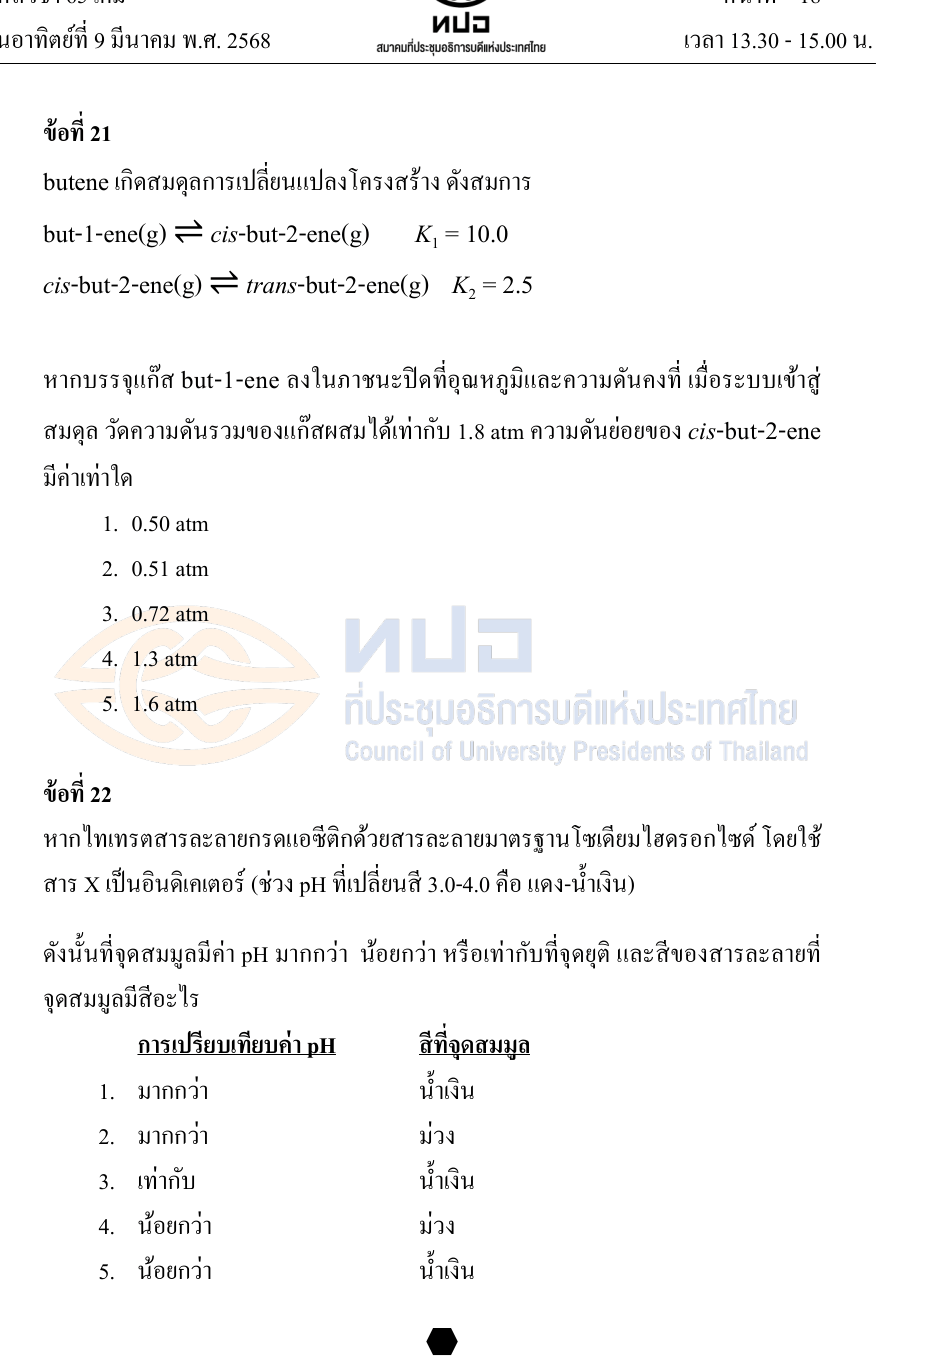 นอาทิตย์ที่ 9 มีนาคม พ.ศ. 2568
ทปอ
สมาคมที่ประชุมอธิการบดีแห่งประเทศไทย
เวลา 13.30 - 15.00 น.
ข้อที่ 21
butene เกิดสมดุลการเปลี่ยนแปลงโครงสร้าง ดังสมการ
but-1-ene(g) ⇌ cis-but-2-ene(g) K₁ = 10.0
cis-but-2-ene(g) ⇌ trans-but-2-ene(g) K₂ = 2.5
หากบรรจุแก๊ส but-1-ene ลงในภาชนะปิดที่อุณหภูมิและความดันคงที่ เมื่อระบบเข้าสู่
สมดุล วัดความดันรวมของแก๊สผสมได้เท่ากับ 1.8 atm ความดันย่อยของ cis-but-2-ene
มีค่าเท่าใด
1. 0.50 atm
2. 0.51 atm
3. 0.72 atm
4. 1.3 atm
5. 1.6 atm
ทปอ
ที่ประชุมอธิการบดีแห่งประเทศไทย
Council of University Presidents of Thailand
ข้อที่ 22
หากไทเทรตสารละลายกรดแอซีติกด้วยสารละลายมาตรฐานโซเดียมไฮดรอกไซด์ โดยใช้
สาร X เป็นอินดิเคเตอร์ (ช่วง pH ที่เปลี่ยนสี 3.0-4.0 คือ แดง-น้ำเงิน)
ดังนั้นที่จุดสมมูลมีค่า pH มากกว่า น้อยกว่า หรือเท่ากับที่จุดยุติ และสีของสารละลายที่
จุดสมมูลมีสีอะไร
การเปรียบเทียบค่า pH สีที่จุดสมมูล
1. มากกว่า น้ำเงิน
2. มากกว่า ม่วง
3. เท่ากับ น้ำเงิน
4. น้อยกว่า ม่วง
5. น้อยกว่า น้ำเงิน